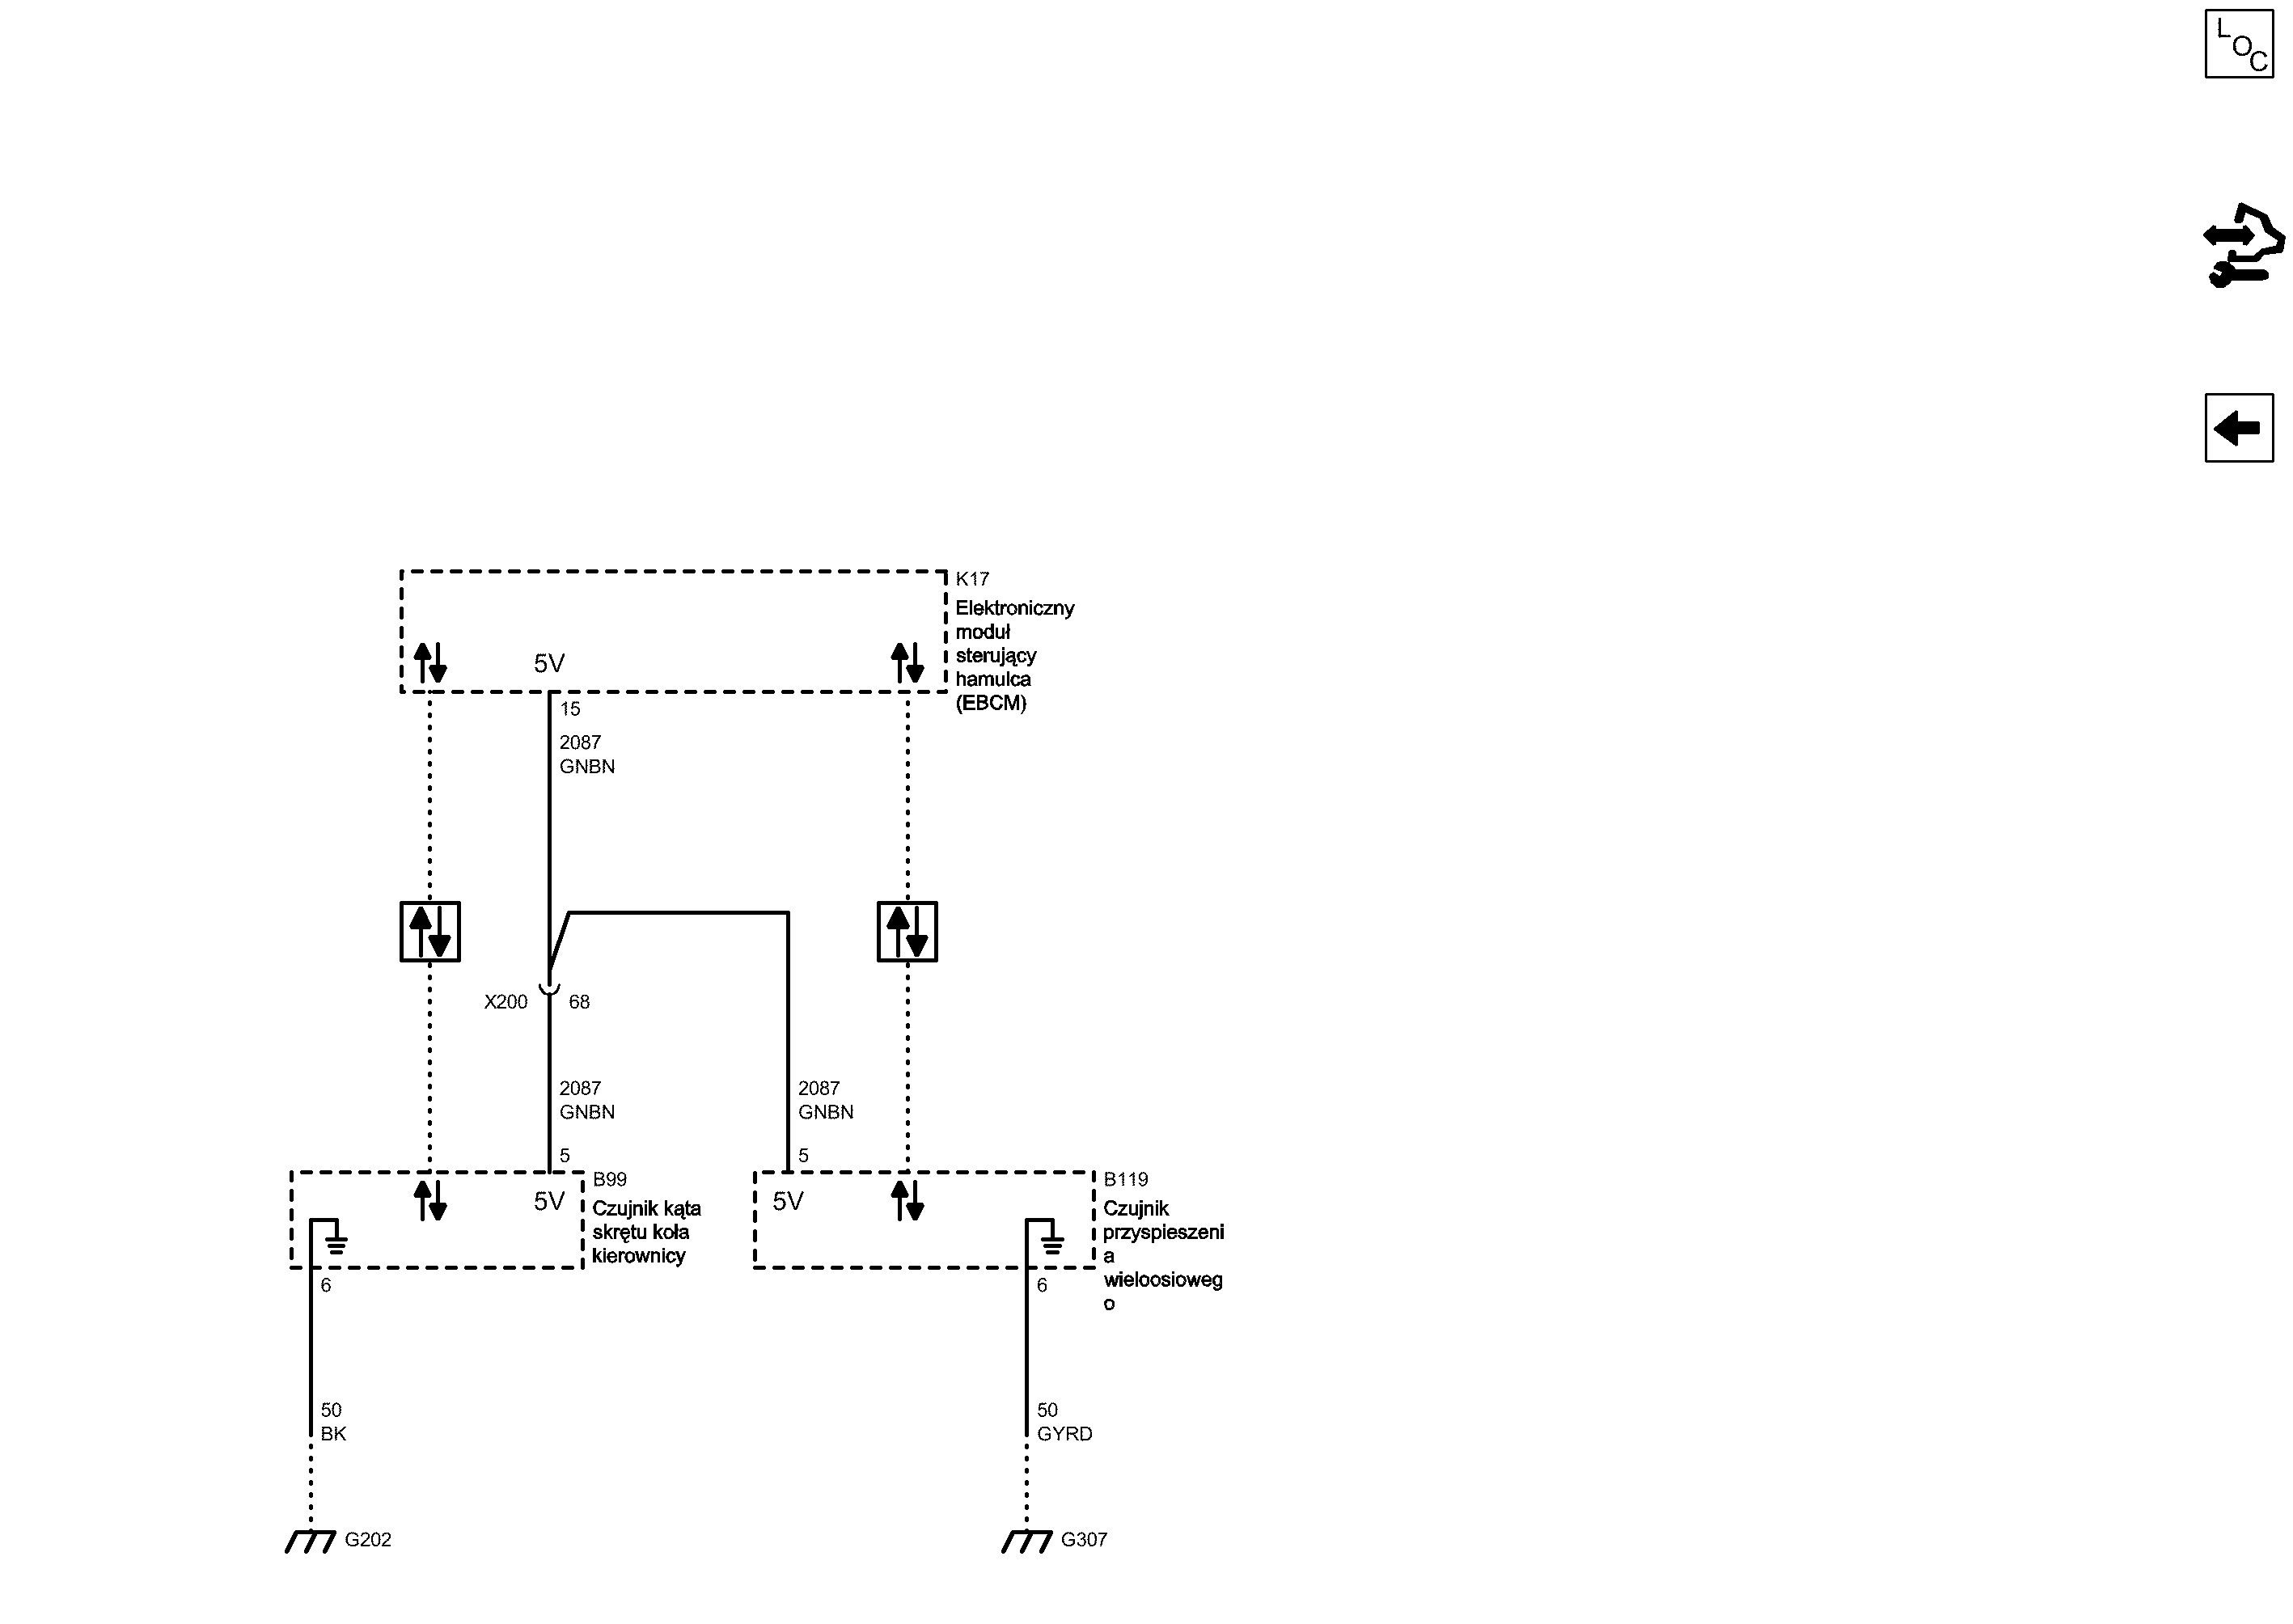 L
O
C
K17
Elektroniczny
moduł
sterujący
hamulca
(EBCM)
5V
15
2087
GNBN
X200
68
2087
GNBN
2087
GNBN
5
5
B99
Czujnik kąta
skrętu koła
kierownicy
5V
5V
B119
Czujnik
przyspieszeni
a
wieloosioweg
o
6
6
50
BK
50
GYRD
G202
G307